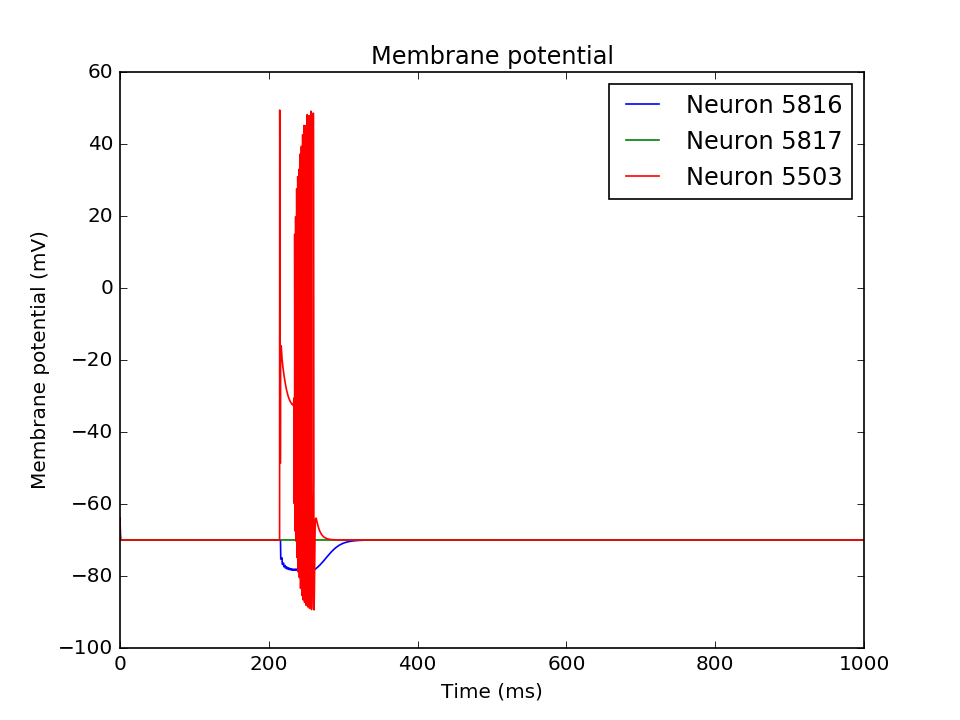 Membrane potential
Neuron 5816
Neuron 5817
Neuron 5503
60
40
20
0
−20
−40
−60
−80
−100
Membrane potential (mV)
0 200 400 600 800 1000
Time (ms)